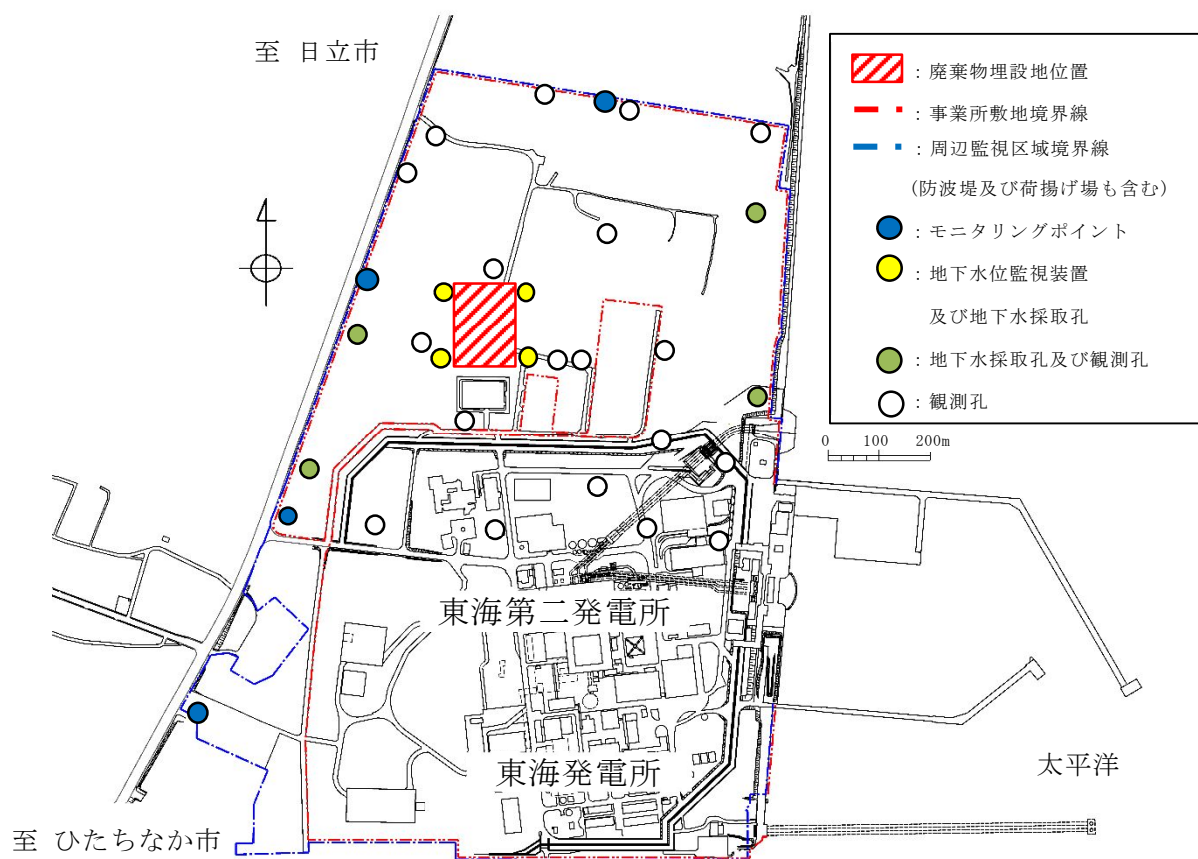 至 日立市
：廃棄物埋設地位置
：事業所敷地境界線
：周辺監視区域境界線
(防波堤及び荷揚げ場も含む)
：モニタリングポイント
：地下水位監視装置
及び地下水採取孔
：地下水採取孔及び観測孔
：観測孔
0 100 200m
東海第二発電所
東海発電所
太平洋
至 ひたちなか市